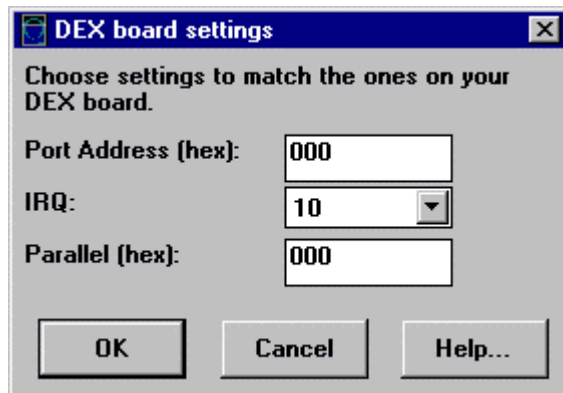 DEX board settings
Choose settings to match the ones on your
DEX board.
Port Address (hex): 000
IRQ: 10
Parallel (hex): 000
OK Cancel Help...